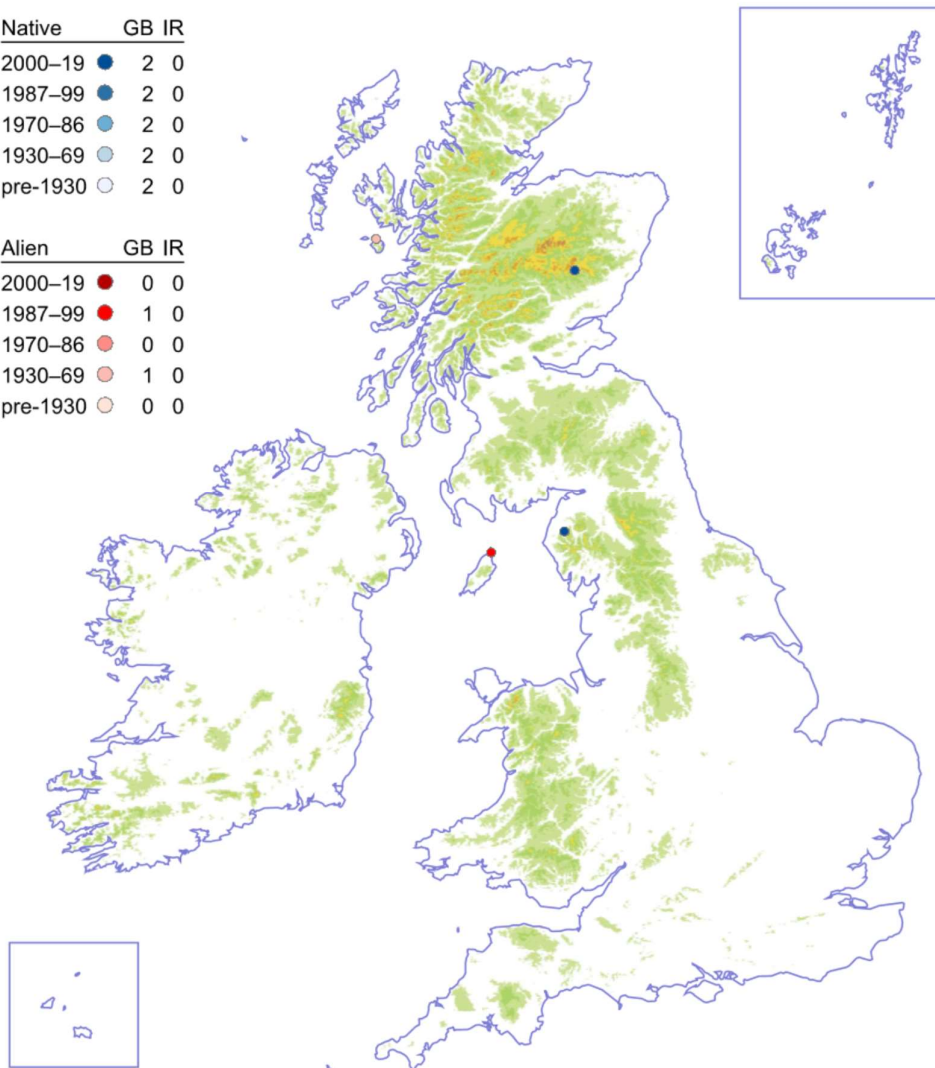 Native GB IR
2000–19 2 0
1987–99 2 0
1970–86 2 0
1930–69 2 0
pre-1930 2 0
Alien GB IR
2000–19 0 0
1987–99 1 0
1970–86 0 0
1930–69 1 0
pre-1930 0 0